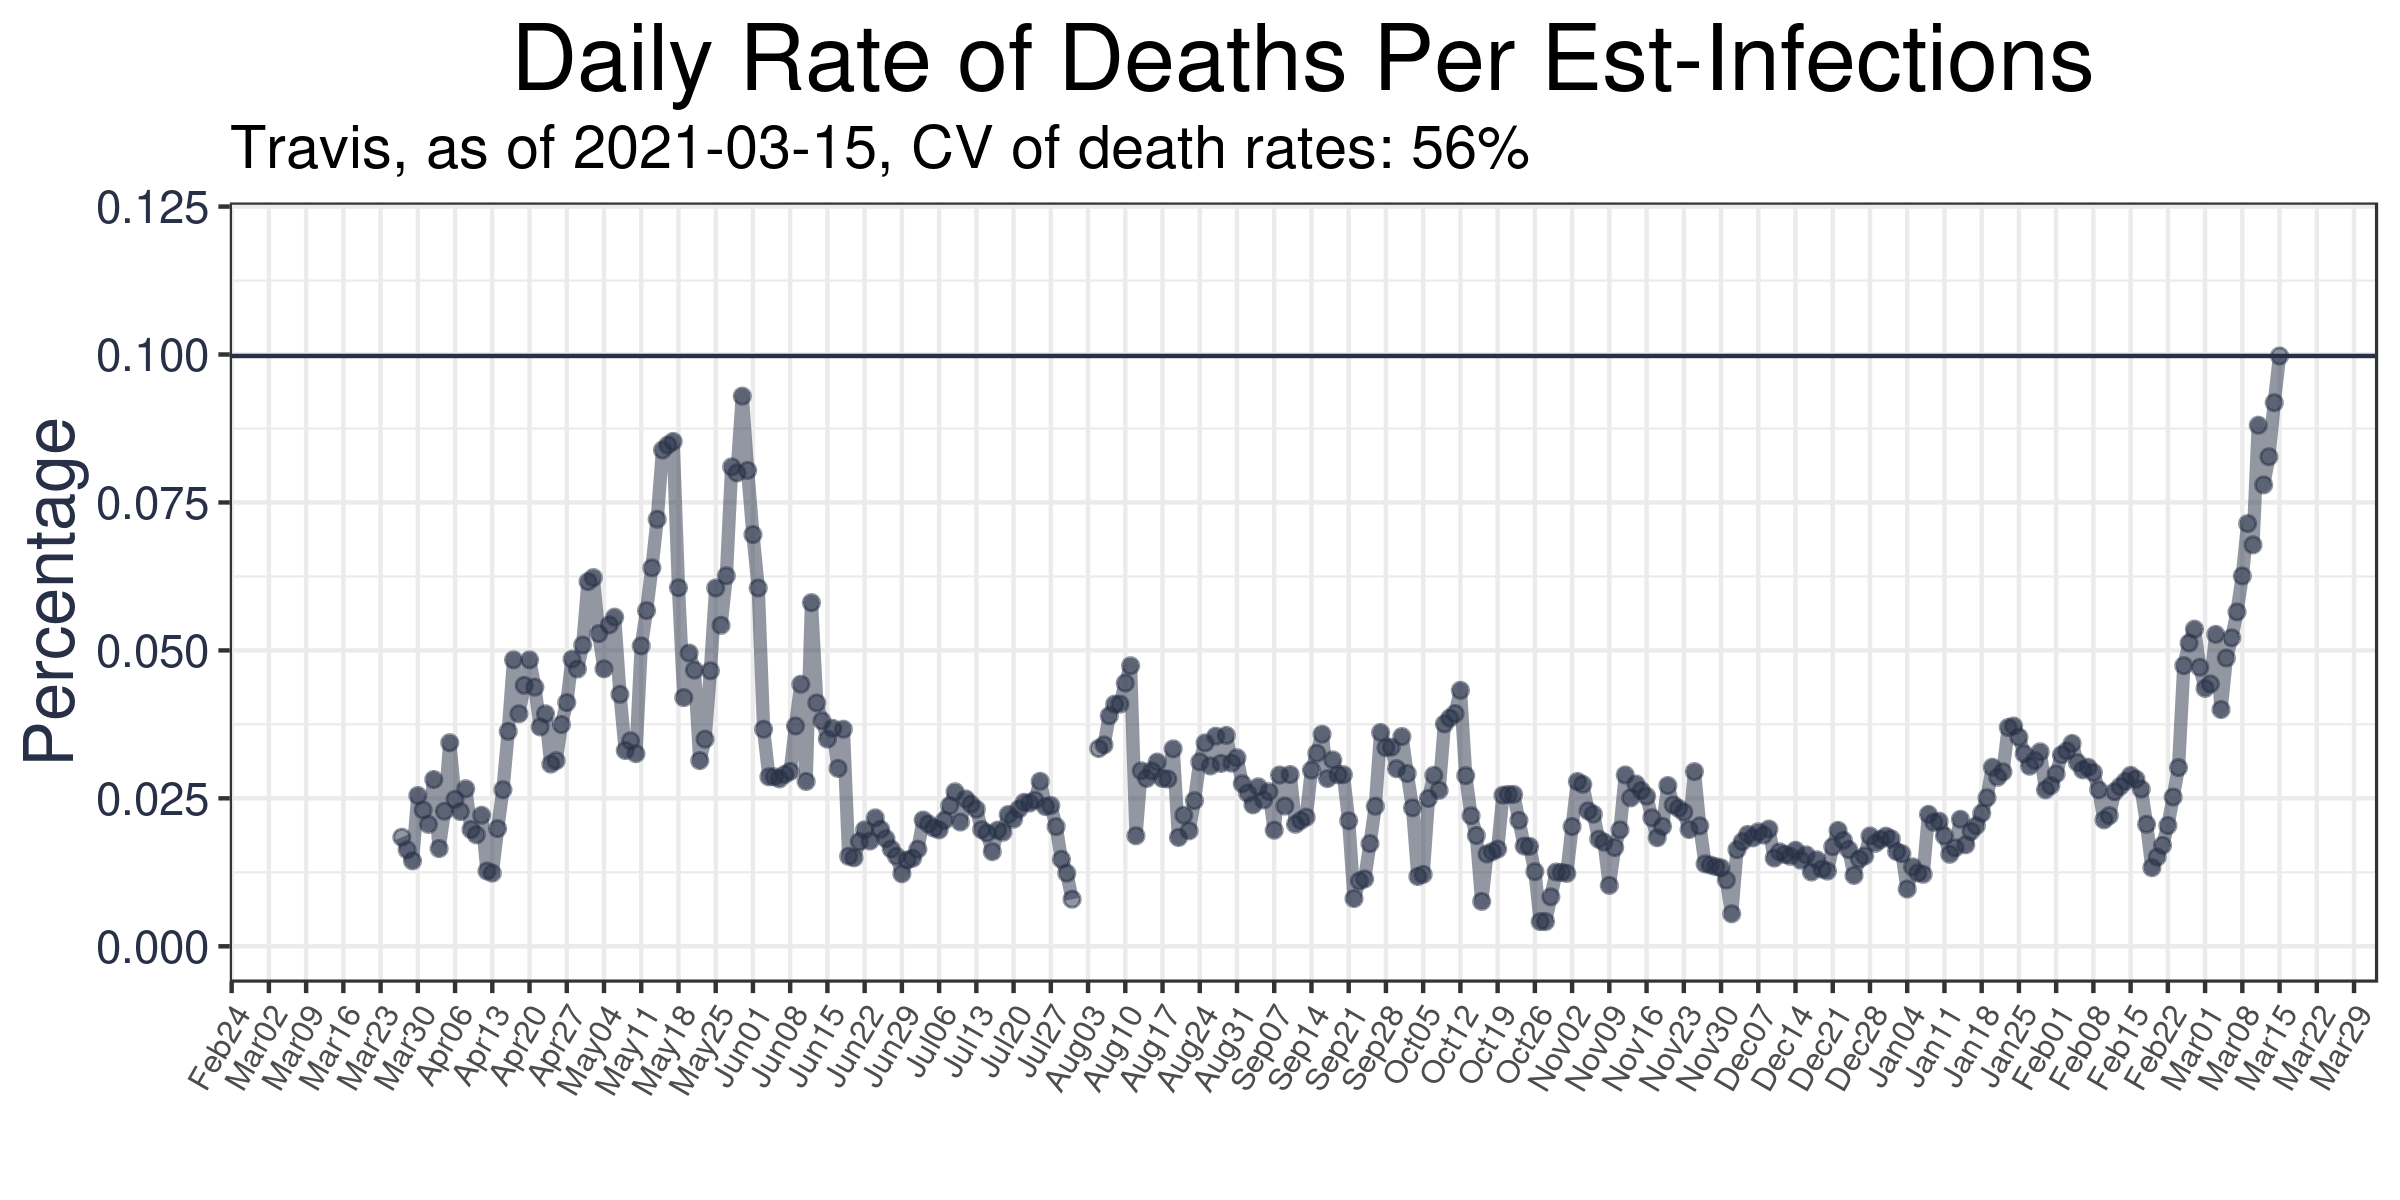 Daily Rate of Deaths Per Est-Infections
Travis, as of 2021-03-15, CV of death rates: 56%
Percentage
0.125
0.100
0.075
0.050
0.025
0.000
Feb24
Mar02
Mar09
Mar16
Mar23
Mar30
Apr06
Apr13
Apr20
Apr27
May04
May11
May18
May25
Jun01
Jun08
Jun15
Jun22
Jun29
Jul06
Jul13
Jul20
Jul27
Aug03
Aug10
Aug17
Aug24
Aug31
Sep07
Sep14
Sep21
Sep28
Oct05
Oct12
Oct19
Oct26
Nov02
Nov09
Nov16
Nov23
Nov30
Dec07
Dec14
Dec21
Dec28
Jan04
Jan11
Jan18
Jan25
Feb01
Feb08
Feb15
Feb22
Mar01
Mar08
Mar15
Mar22
Mar29